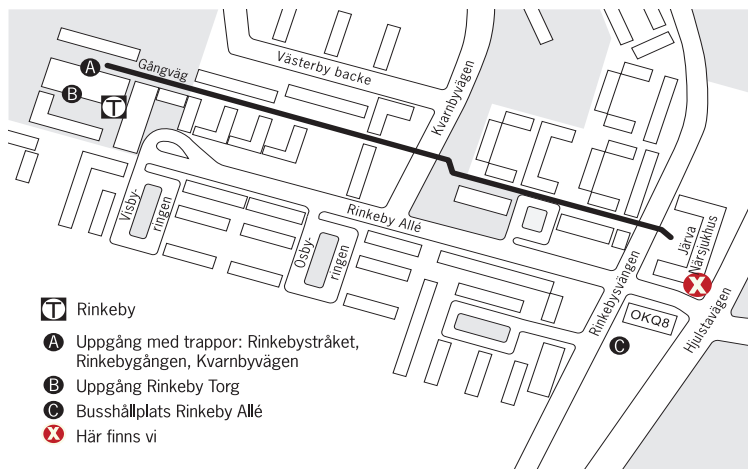 A
Gångväg
Västerby backe
Kvarnbyvägen
B
T
Visby-
ringen
Rinkeby Allé
Osby-
ringen
Järva
Närsjukhus
X
Rinkebysvängen
OKQ8
Hjulstavägen
C
T Rinkeby
A Uppgång med trappor: Rinkebystråket,
Rinkebygången, Kvarnbyvägen
B Uppgång Rinkeby Torg
C Busshållplats Rinkeby Allé
X Här finns vi